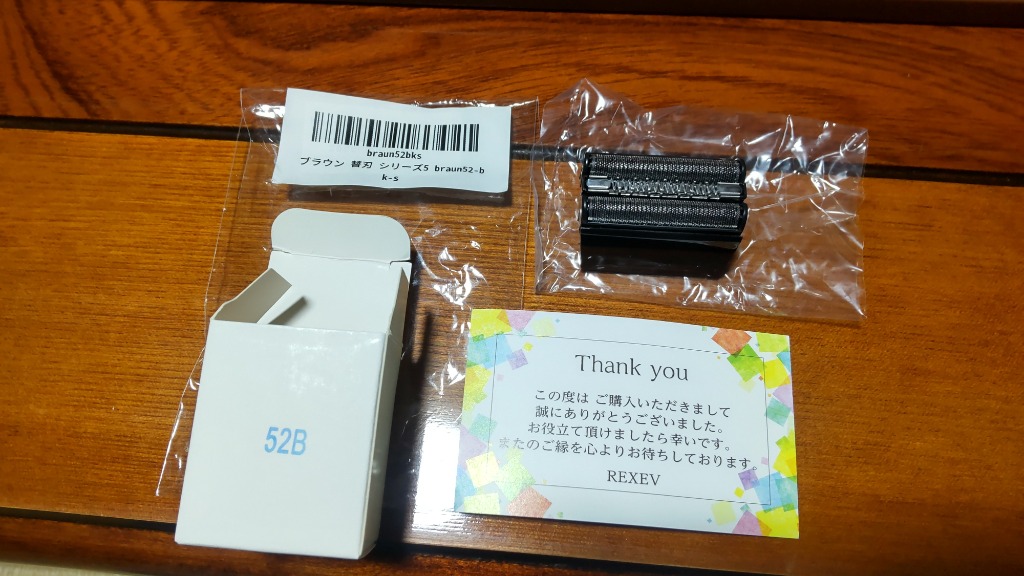 braun52bks
ブラウン 替刃 シリーズ5 braun52-b
k-s
52B
Thank you
この度は ご購入いただきまして
誠にありがとうございました。
お役立て頂けましたら幸いです。
またのご縁を心よりお待ちしております。
REXEV